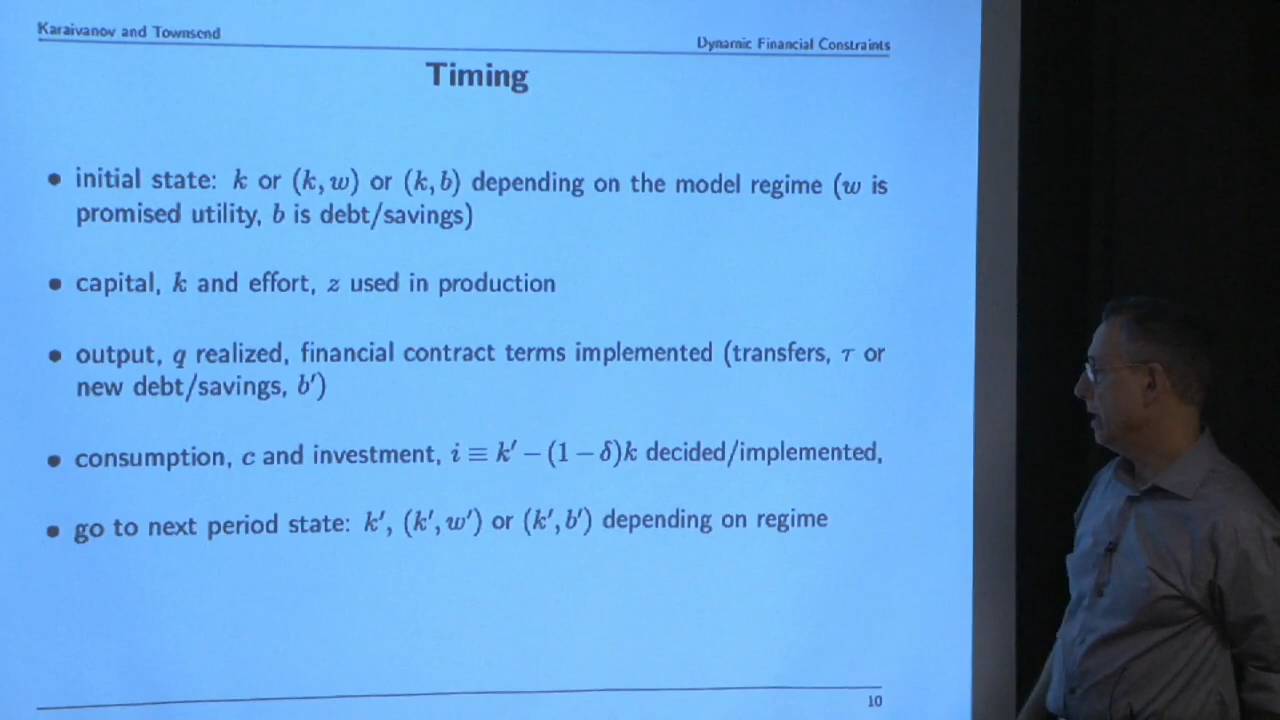 Karaivanov and Townsend
Dynamic Financial Constraints
Timing
• initial state: k or (k, w) or (k, b) depending on the model regime (w is
promised utility, b is debt/savings)
• capital, k and effort, z used in production
• output, q realized, financial contract terms implemented (transfers, τ or
new debt/savings, b′)
• consumption, c and investment, i ≡ k′ − (1 − δ)k decided/implemented,
• go to next period state: k′, (k′, w′) or (k′, b′) depending on regime
10